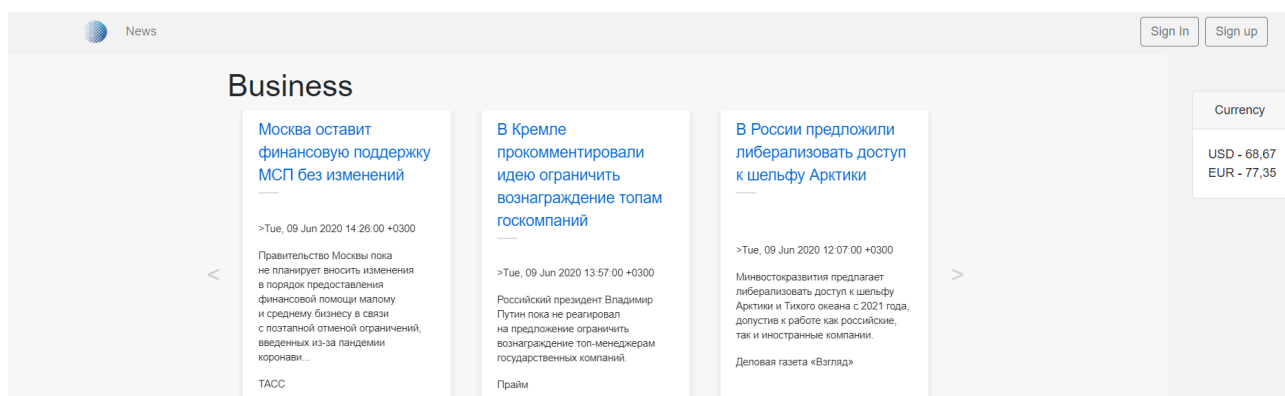 News
Sign In
Sign up
Business
Москва оставит
финансовую поддержку
МСП без изменений
>Tue, 09 Jun 2020 14:26:00 +0300
Правительство Москвы пока
не планирует вносить изменения
в порядок предоставления
финансовой помощи малому
и среднему бизнесу в связи
с поэтапной отменой ограничений,
введенных из-за пандемии
коронави...
ТАСС
В Кремле
прокомментировали
идею ограничить
вознаграждение топам
госкомпаний
>Tue, 09 Jun 2020 13:57:00 +0300
Российский президент Владимир
Путин пока не реагировал
на предложение ограничить
вознаграждение топ-менеджерам
государственных компаний.
Прайм
В России предложили
либерализовать доступ
к шельфу Арктики
>Tue, 09 Jun 2020 12:07:00 +0300
Минвостокразвития предлагает
либерализовать доступ к шельфу
Арктики и Тихого океана с 2021 года,
допустив к работе как российские,
так и иностранные компании.
Деловая газета «Взгляд»
<
>
Currency
USD - 68,67
EUR - 77,35